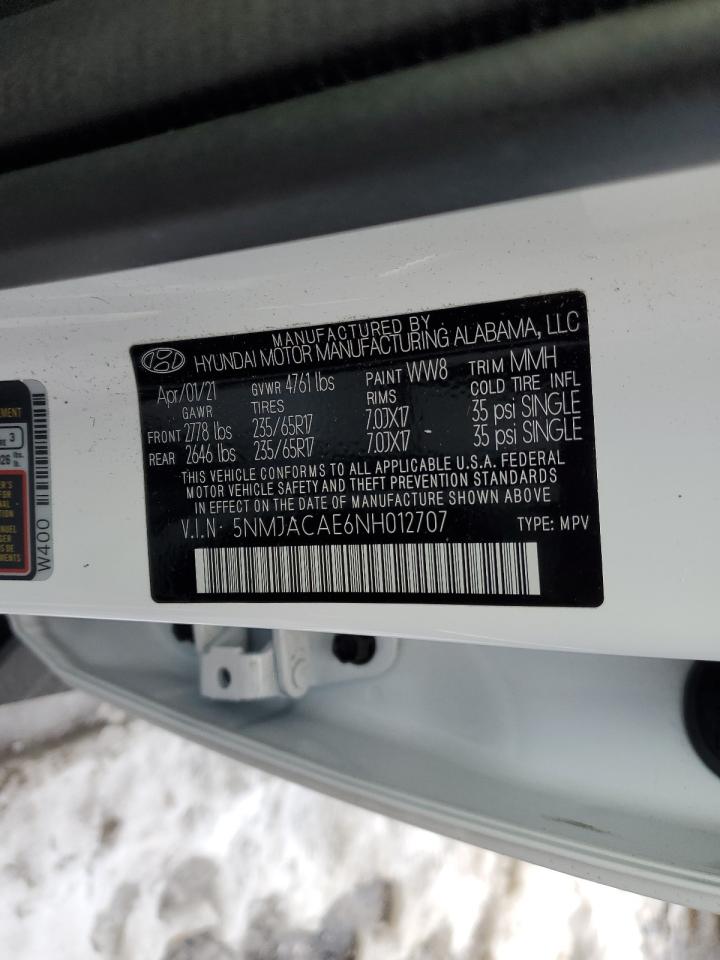 MANUFACTURED BY
HYUNDAI MOTOR MANUFACTURING ALABAMA, LLC
Apr/01/21 GVWR 4761 lbs PAINT WW8 TRIM MMH
GAWR TIRES RIMS COLD TIRE INFL
FRONT 2778 lbs 235/65R17 7.0JX17 35 psi SINGLE
REAR 2646 lbs 235/65R17 7.0JX17 35 psi SINGLE
THIS VEHICLE CONFORMS TO ALL APPLICABLE U.S.A. FEDERAL
MOTOR VEHICLE SAFETY AND THEFT PREVENTION STANDARDS
IN EFFECT ON THE DATE OF MANUFACTURE SHOWN ABOVE.
V.I.N: 5NMJACAE6NH012707 TYPE: MPV
3
lbs.
W400